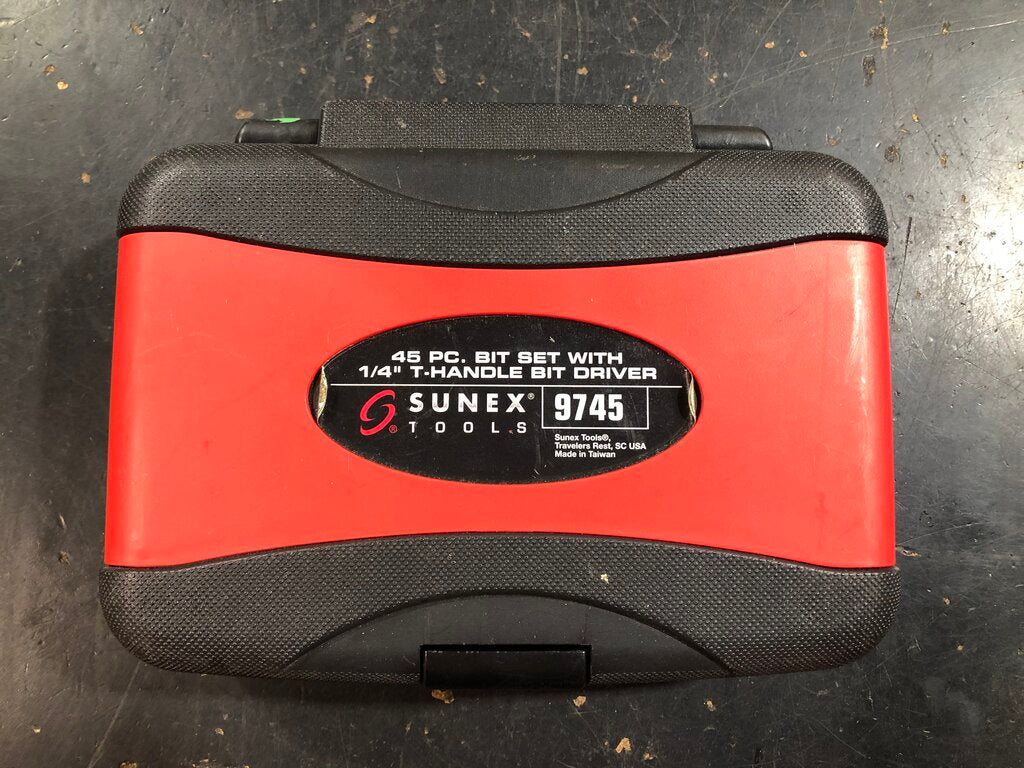 45 PC. BIT SET WITH
1/4" T-HANDLE BIT DRIVER
SUNEX®
® TOOLS
9745
Sunex Tools®,
Travelers Rest, SC USA
Made in Taiwan